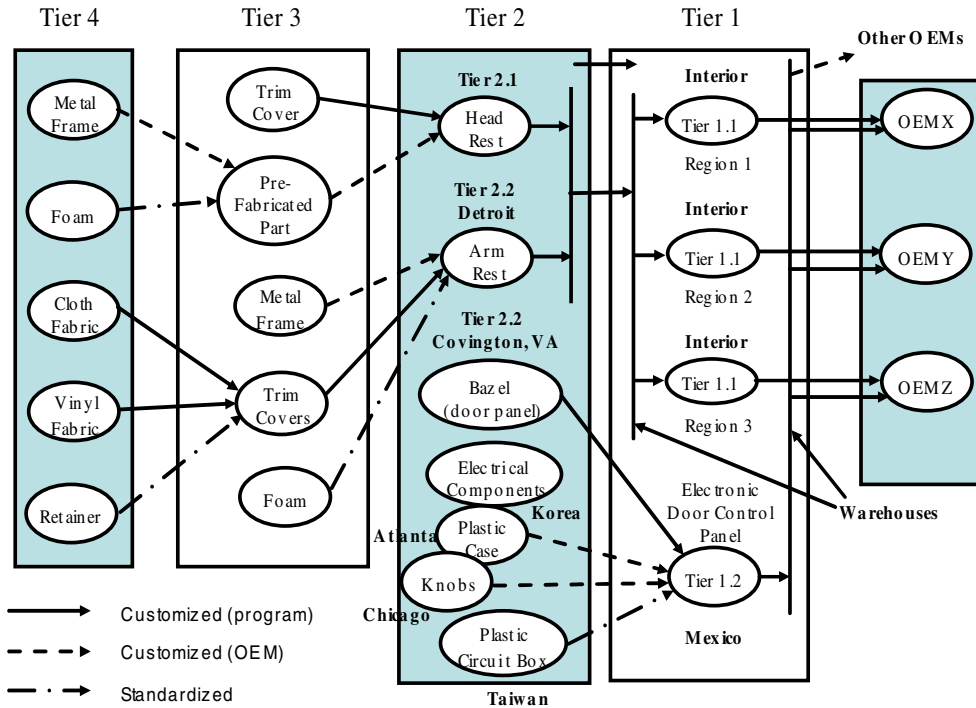 Tier 4
Tier 3
Tier 2
Tier 1
Metal
Frame
Foam
Cloth
Fabric
Vinyl
Fabric
Retainer
Trim
Cover
Pre-
Fabricated
Part
Metal
Frame
Trim
Covers
Foam
Tier 2.1
Head
Rest
Tier 2.2
Detroit
Arm
Rest
Tier 2.2
Covington, VA
Bazel
(door panel)
Electrical
Components
Korea
Atlanta
Plastic
Case
Knobs
Chicago
Plastic
Circuit Box
Taiwan
Interior
Tier 1.1
Region 1
Interior
Tier 1.1
Region 2
Interior
Tier 1.1
Region 3
Electronic
Door Control
Panel
Tier 1.2
Mexico
Other OEMs
OEMX
OEMY
OEMZ
Warehouses
Customized (program)
Customized (OEM)
Standardized